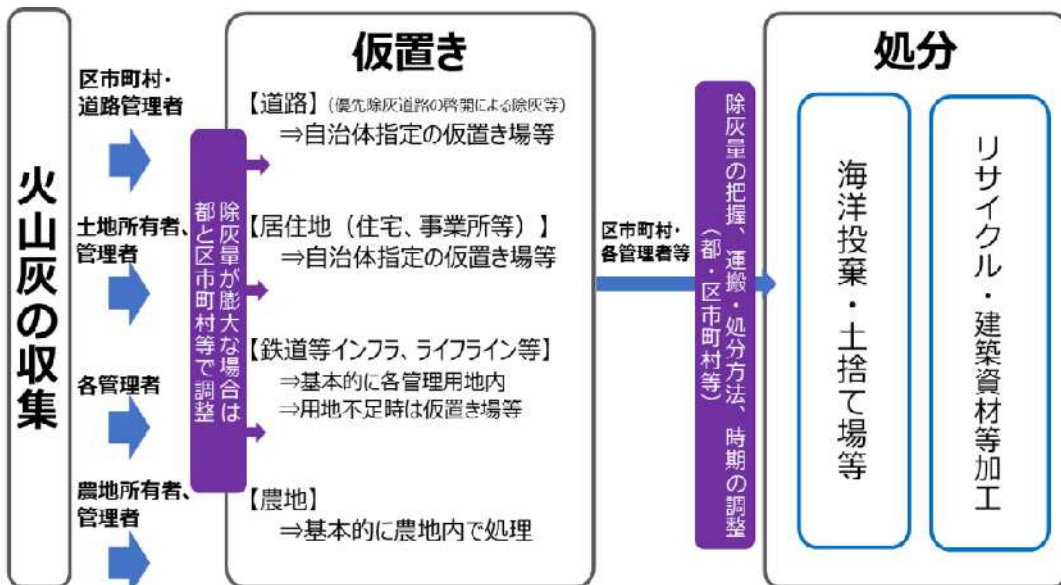 火山灰の収集
区市町村・
道路管理者
土地所有者、
管理者
各管理者
農地所有者、
管理者
除灰量が膨大な場合は
都と区市町村等で調整
仮置き
【道路】（優先除灰道路の啓開による除灰等）
⇒自治体指定の仮置き場等
【居住地（住宅、事業所等）】
⇒自治体指定の仮置き場等
【鉄道等インフラ、ライフライン等】
⇒基本的に各管理用地内
⇒用地不足時は仮置き場等
【農地】
⇒基本的に農地内で処理
区市町村・
各管理者等
除灰量の把握、運搬・処分方法、時期の調整
（都・区市町村等）
処分
海洋投棄・土捨て場等
リサイクル・建築資材等加工